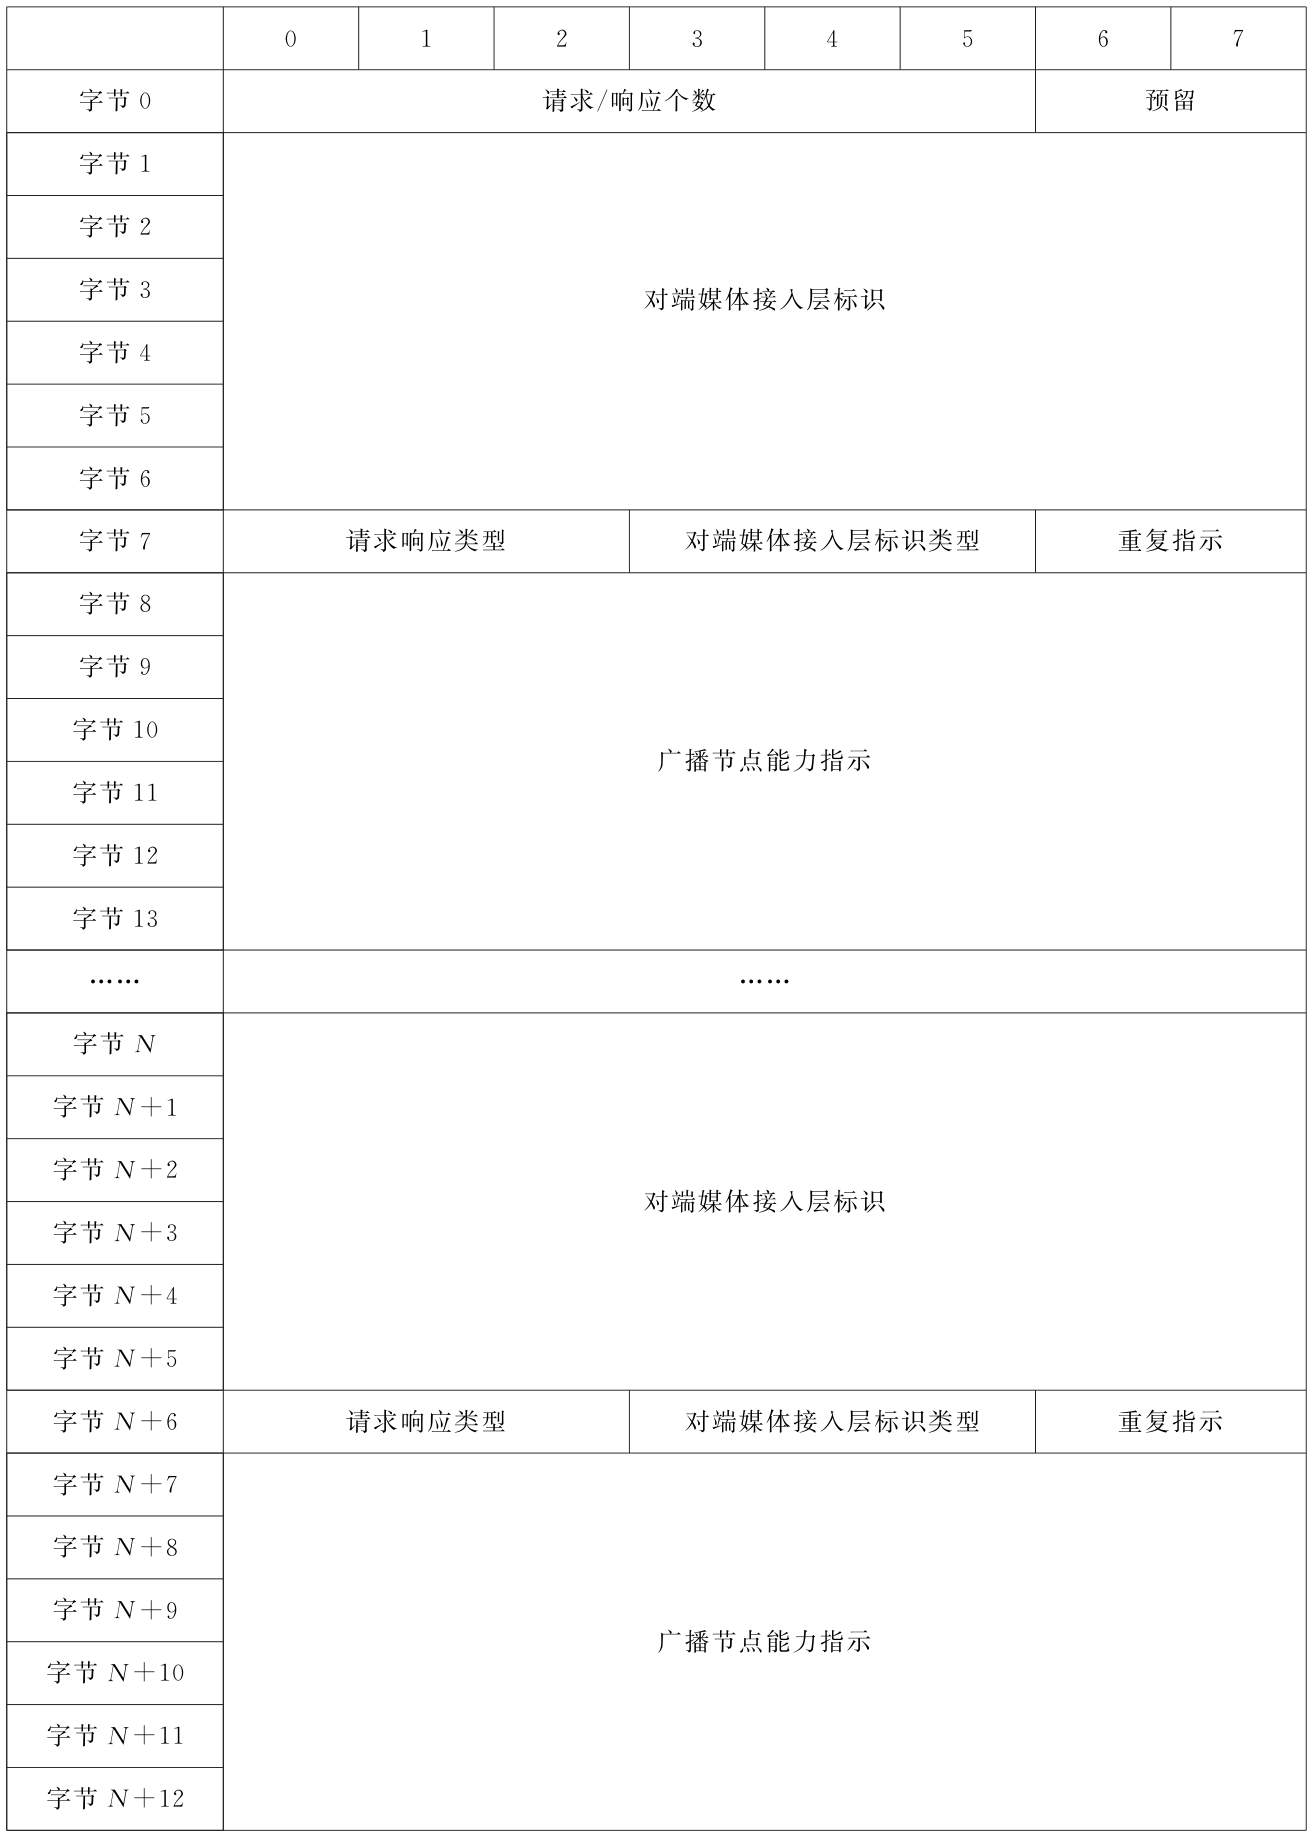 0 1 2 3 4 5 6 7
字节 0 请求/响应个数 预留
字节 1
字节 2
字节 3
对端媒体接入层标识
字节 4
字节 5
字节 6
字节 7 请求响应类型 对端媒体接入层标识类型 重复指示
字节 8
字节 9
字节 10
广播节点能力指示
字节 11
字节 12
字节 13
…… ……
字节 N
字节 N+1
字节 N+2
对端媒体接入层标识
字节 N+3
字节 N+4
字节 N+5
字节 N+6 请求响应类型 对端媒体接入层标识类型 重复指示
字节 N+7
字节 N+8
字节 N+9
广播节点能力指示
字节 N+10
字节 N+11
字节 N+12